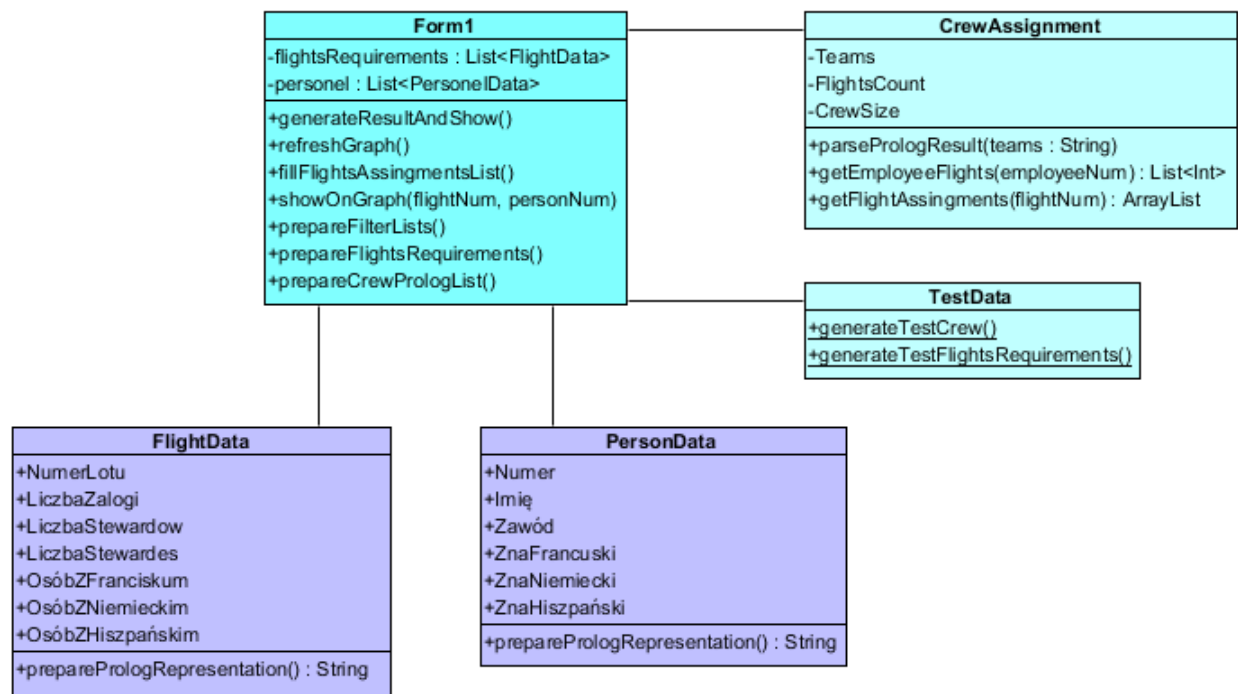 Form1
-flightsRequirements : List<FlightData>
-personel : List<PersonelData>
+generateResultAndShow()
+refreshGraph()
+fillFlightsAssingmentsList()
+showOnGraph(flightNum, personNum)
+prepareFilterLists()
+prepareFlightsRequirements()
+prepareCrewPrologList()
CrewAssignment
-Teams
-FlightsCount
-CrewSize
+parsePrologResult(teams : String)
+getEmployeeFlights(employeeNum) : List<Int>
+getFlightAssingments(flightNum) : ArrayList
TestData
+generateTestCrew()
+generateTestFlightsRequirements()
FlightData
+NumerLotu
+LiczbaZalogi
+LiczbaStewardow
+LiczbaStewardes
+OsóbZFranciskum
+OsóbZNiemieckim
+OsóbZHiszpańskim
+preparePrologRepresentation() : String
PersonData
+Numer
+Imię
+Zawód
+ZnaFrancuski
+ZnaNiemiecki
+ZnaHiszpański
+preparePrologRepresentation() : String